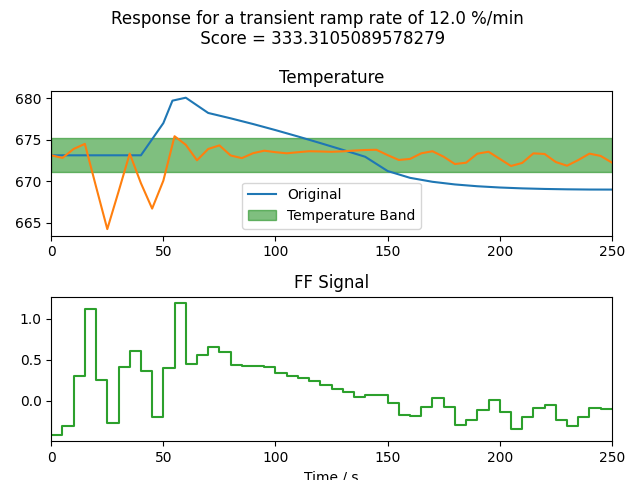 Response for a transient ramp rate of 12.0 %/min
Score = 333.3105089578279
Temperature
680
675
670
665
Original
Temperature Band
0 50 100 150 200 250
FF Signal
1.0
0.5
0.0
0 50 100 150 200 250
Time / s